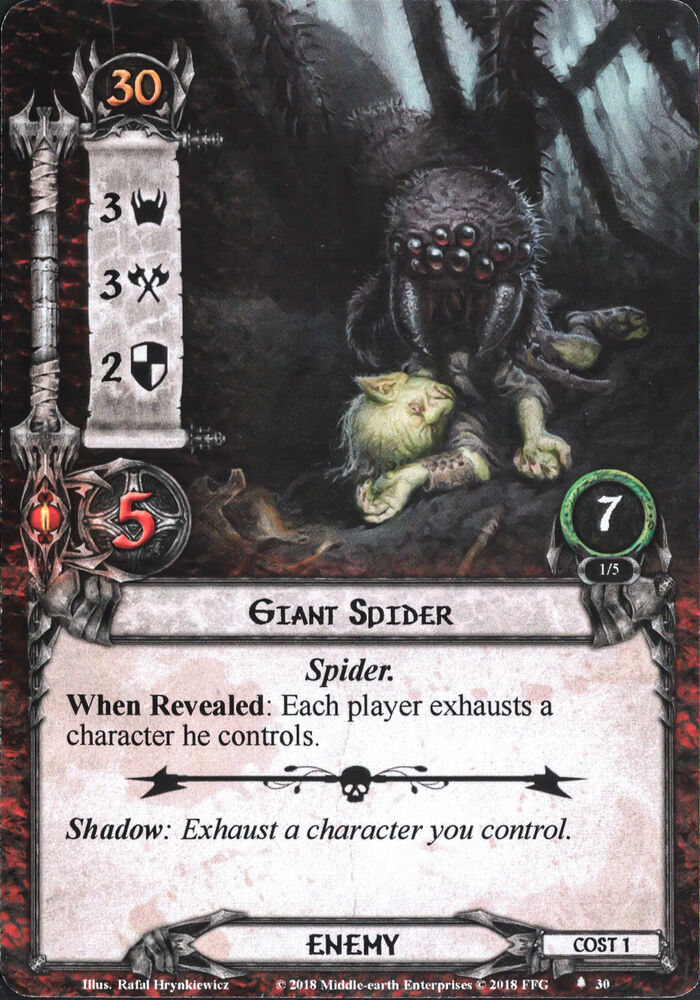 30
3
3
2
5
7
1/5
GIANT SPIDER
Spider.
When Revealed: Each player exhausts a
character he controls.
Shadow: Exhaust a character you control.
ENEMY
COST 1
Illus. Rafał Hrynkiewicz © 2018 Middle-earth Enterprises © 2018 FFG 30